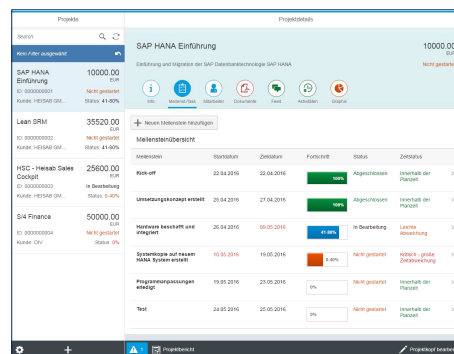 Projekte
Search
Kein Filter ausgewählt
SAP HANA Einführung
10000.00
EUR
ID: 0000000001
Nicht gestartet
Kunde: HEISAB GM...
Status: 41-80%
Lean SRM
35520.00
EUR
ID: 0000000002
Nicht gestartet
Kunde: HEISAB GM...
Status: 41-80%
HSC - Heisab Sales Cockpit
25600.00
EUR
ID: 0000000003
In Bearbeitung
Kunde: HEISAB GM...
Status: 0-40%
S/4 Finance
50000.00
EUR
ID: 0000000004
Nicht gestartet
Kunde: DIV
Status: 0%
Projektdetails
SAP HANA Einführung
10000.00
Einführung und Migration der SAP Datenbanktechnologie SAP HANA
Nicht gestartet
Info
Meilenst./Task
Mitarbeiter
Dokumente
Feed
Aktivitäten
Graphik
Neuen Meilenstein hinzufügen
Meilensteinübersicht
Meilenstein Startdatum Zieldatum Fortschritt Status Zeitstatus
Kick-off 22.04.2016 22.04.2016 100% Abgeschlossen Innerhalb der
Planzeit
Umsetzungskonzept erstellt 25.04.2016 27.04.2016 100% Abgeschlossen Innerhalb der
Planzeit
Hardware beschafft und 26.04.2016 09.05.2016 41-80% In Bearbeitung Leichte
integriert Abweichung
Systemkopie auf neuem 10.05.2016 19.05.2016 0-40% Nicht gestartet Kritisch - große
HANA System erstellt Zeitabweichung
Programmanpassungen 19.05.2016 23.05.2016 0% Nicht gestartet Innerhalb der
erledigt Planzeit
Test 24.05.2016 25.05.2016 0% Nicht gestartet Innerhalb der
Planzeit
Projektbericht
Projektkopf bearbei